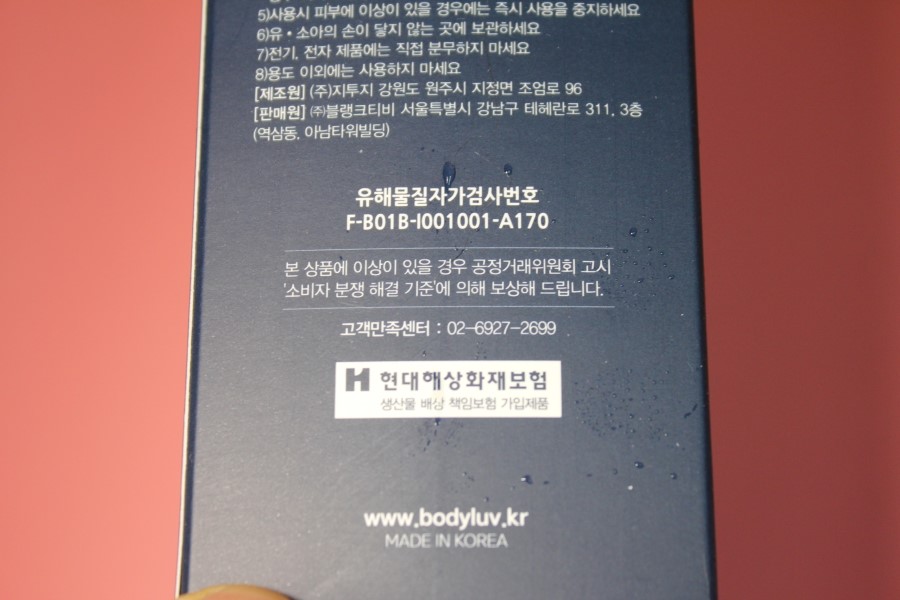 5)사용시 피부에 이상이 있을 경우에는 즉시 사용을 중지하세요
6)유·소아의 손이 닿지 않는 곳에 보관하세요
7)전기, 전자 제품에는 직접 분무하지 마세요
8)용도 이외에는 사용하지 마세요
[제조원] (주)지투지 강원도 원주시 지정면 조엄로 96
[판매원] ㈜블랭크티비 서울특별시 강남구 테헤란로 311, 3층
(역삼동, 아남타워빌딩)
유해물질자가검사번호
F-B01B-I001001-A170
본 상품에 이상이 있을 경우 공정거래위원회 고시
'소비자 분쟁 해결 기준'에 의해 보상해 드립니다.
고객만족센터 : 02-6927-2699
현대해상화재보험
생산물 배상 책임보험 가입제품
www.bodyluv.kr
MADE IN KOREA